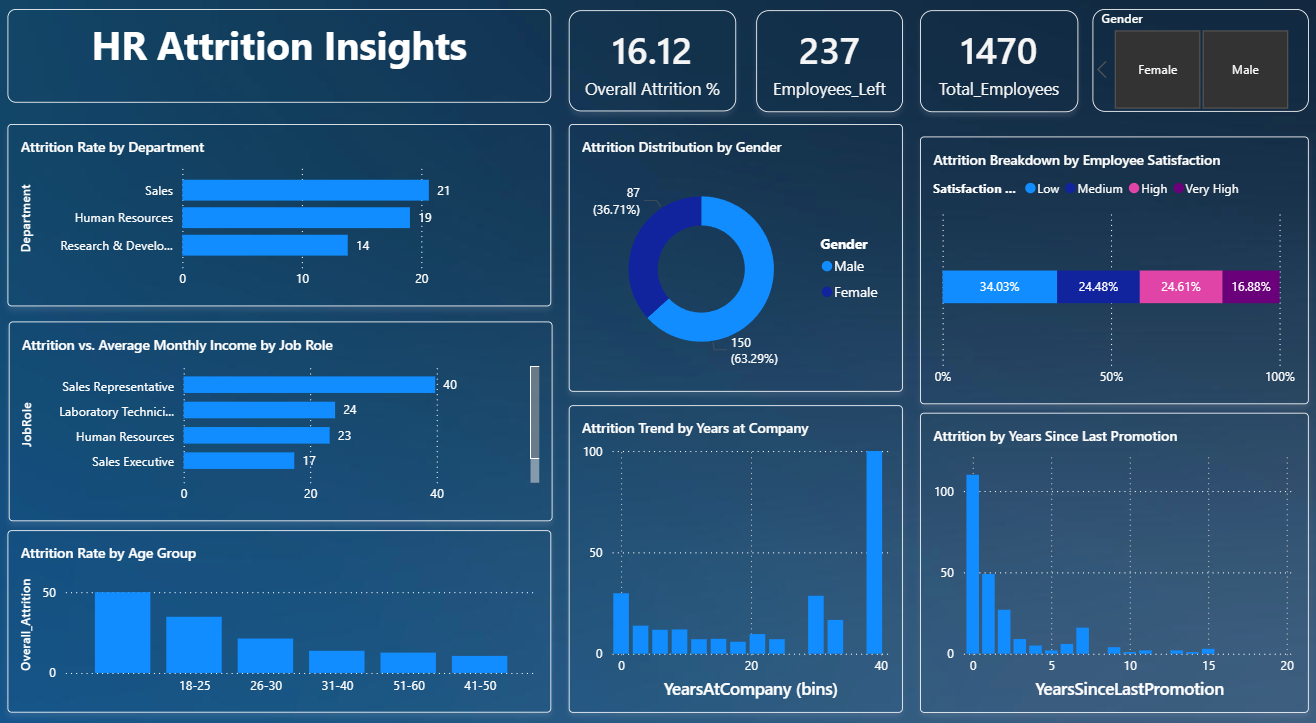 HR Attrition Insights
16.12
Overall Attrition %
237
Employees_Left
1470
Total_Employees
Gender
Female
Male
Attrition Rate by Department
Department
Sales
21
Human Resources
19
Research & Develo...
14
0
10
20
Attrition vs. Average Monthly Income by Job Role
JobRole
Sales Representative
40
Laboratory Technici...
24
Human Resources
23
Sales Executive
17
0
20
40
Attrition Rate by Age Group
Overall_Attrition
50
0
18-25
26-30
31-40
51-60
41-50
Attrition Distribution by Gender
87
(36.71%)
150
(63.29%)
Gender
Male
Female
Attrition Trend by Years at Company
100
50
0
0
20
40
YearsAtCompany (bins)
Attrition Breakdown by Employee Satisfaction
Satisfaction ...
Low
Medium
High
Very High
34.03%
24.48%
24.61%
16.88%
0%
50%
100%
Attrition by Years Since Last Promotion
100
50
0
0
5
10
15
20
YearsSinceLastPromotion